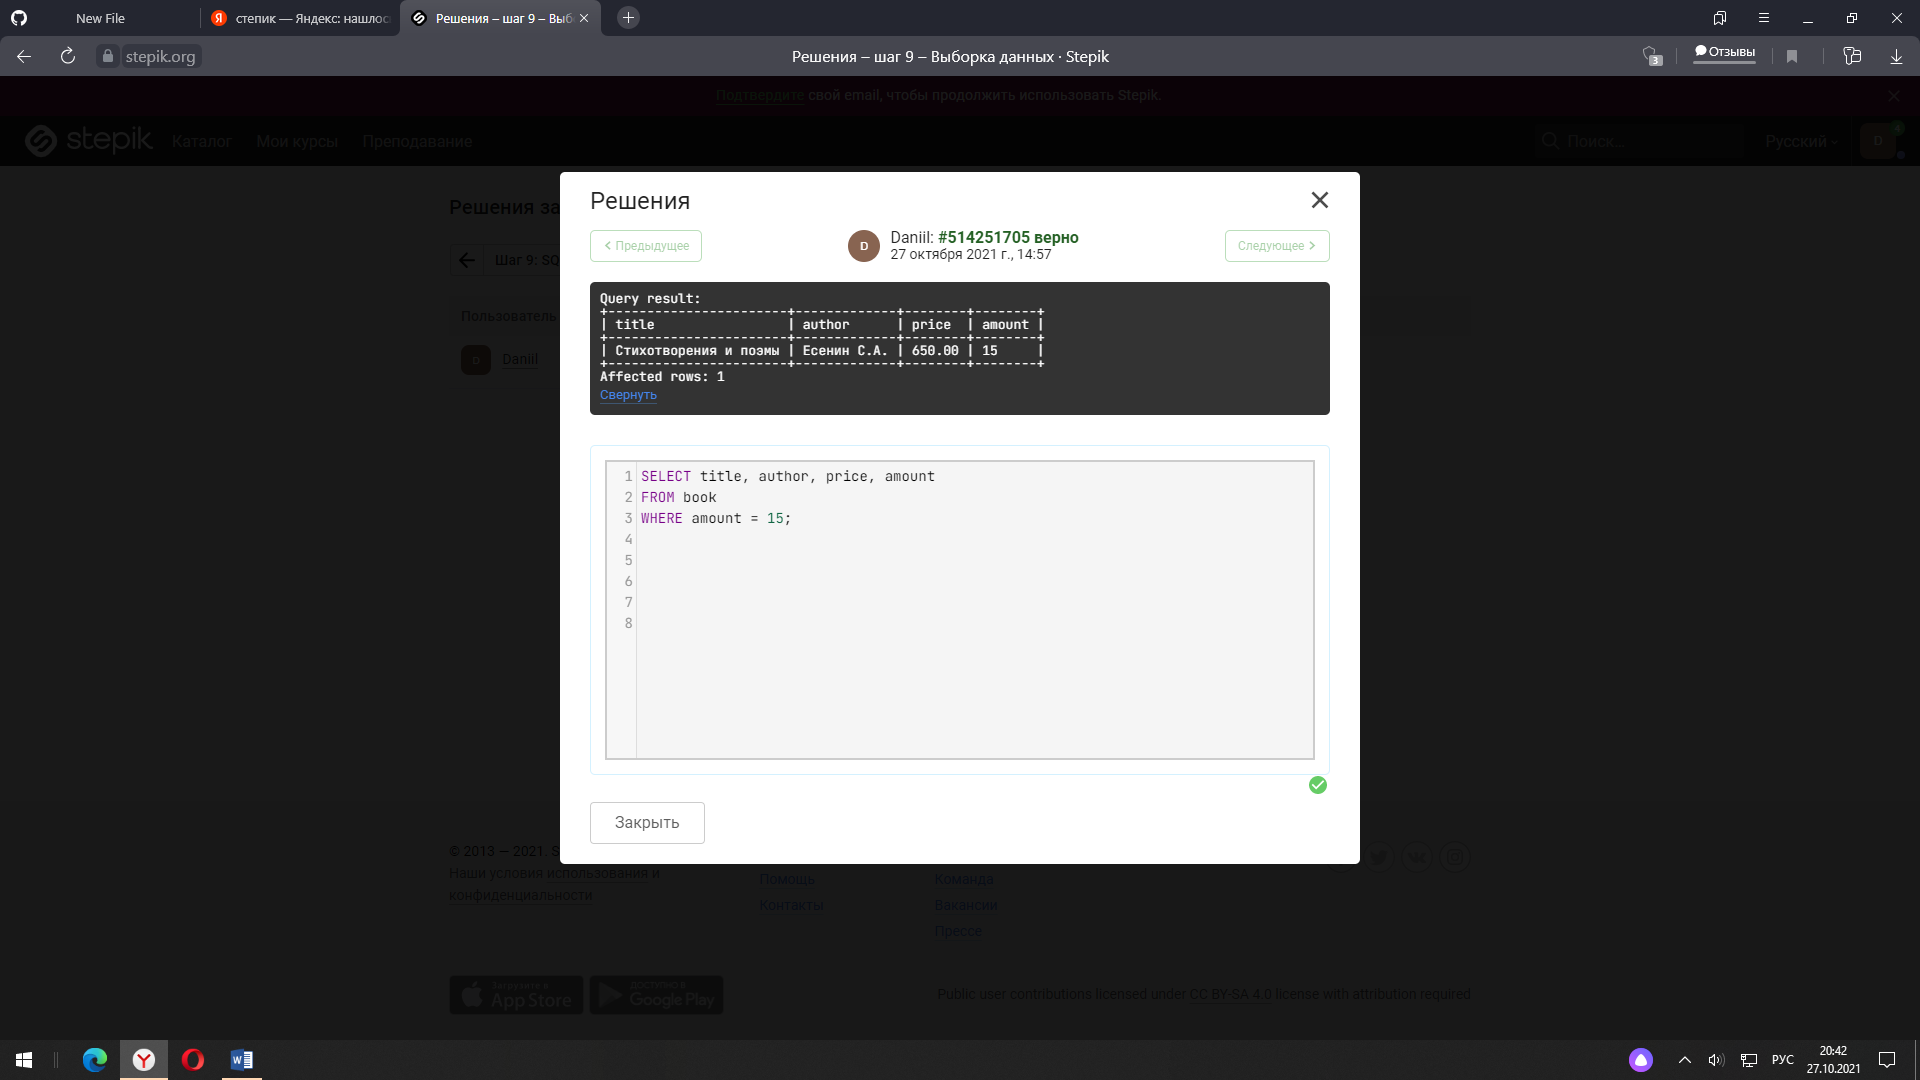 New File
степик — Яндекс: нашлос
Решения – шаг 9 – Выб
stepik.org
Решения – шаг 9 – Выборка данных · Stepik
3
Отзывы
Подтвердите свой email, чтобы продолжить использовать Stepik.
stepik
Каталог
Мои курсы
Преподавание
Поиск...
Русский
D
Решения за
Шаг 9: SQ
Пользователь
D
Daniil
Решения
Предыдущее
D
Daniil: #514251705 верно
27 октября 2021 г., 14:57
Следующее
Query result:
+-----------------------+-------------+--------+--------+
| title                 | author      | price  | amount |
+-----------------------+-------------+--------+--------+
| Стихотворения и поэмы | Есенин С.А. | 650.00 | 15     |
+-----------------------+-------------+--------+--------+
Affected rows: 1
Свернуть
1 SELECT title, author, price, amount
2 FROM book
3 WHERE amount = 15;
4
5
6
7
8
Закрыть
© 2013 — 2021. S
Наши условия использования и
конфиденциальности
Помощь
Контакты
Команда
Вакансии
Прессе
Загрузите в
App Store
ДОСТУПНО В
Google Play
Public user contributions licensed under CC BY-SA 4.0 license with attribution required
РУС
20:42
27.10.2021